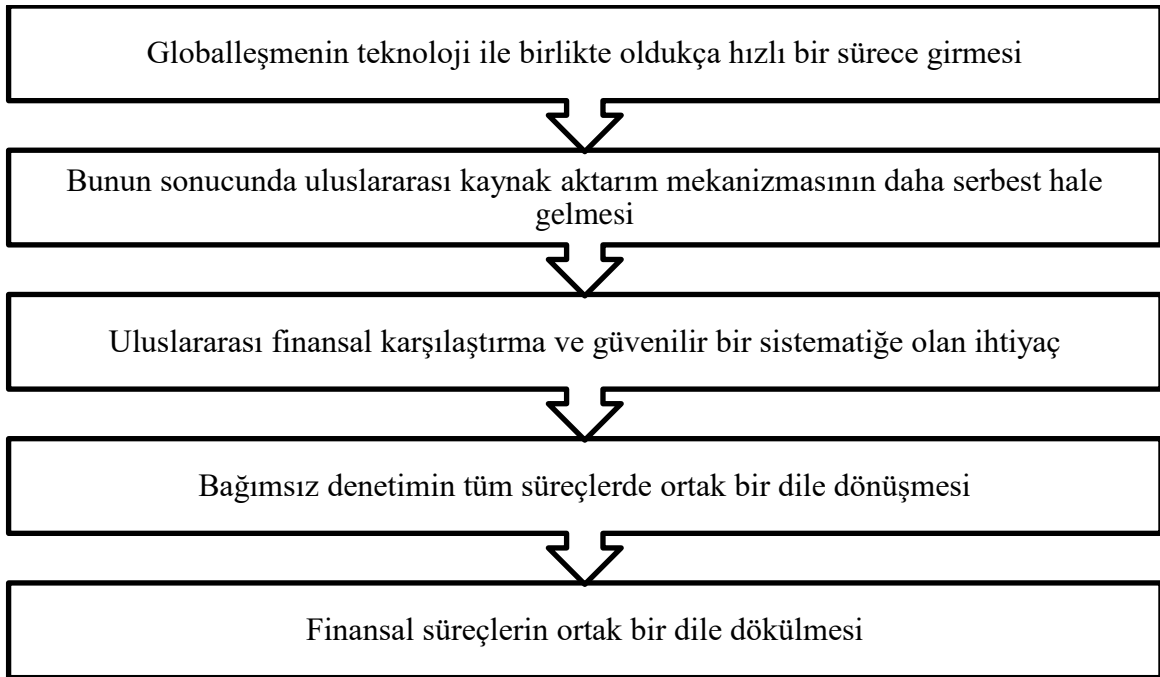 Globalleşmenin teknoloji ile birlikte oldukça hızlı bir sürece girmesi
Bunun sonucunda uluslararası kaynak aktarım mekanizmasının daha serbest hale
gelmesi
Uluslararası finansal karşılaştırma ve güvenilir bir sistematiğe olan ihtiyaç
Bağımsız denetimin tüm süreçlerde ortak bir dile dönüşmesi
Finansal süreçlerin ortak bir dile dökülmesi